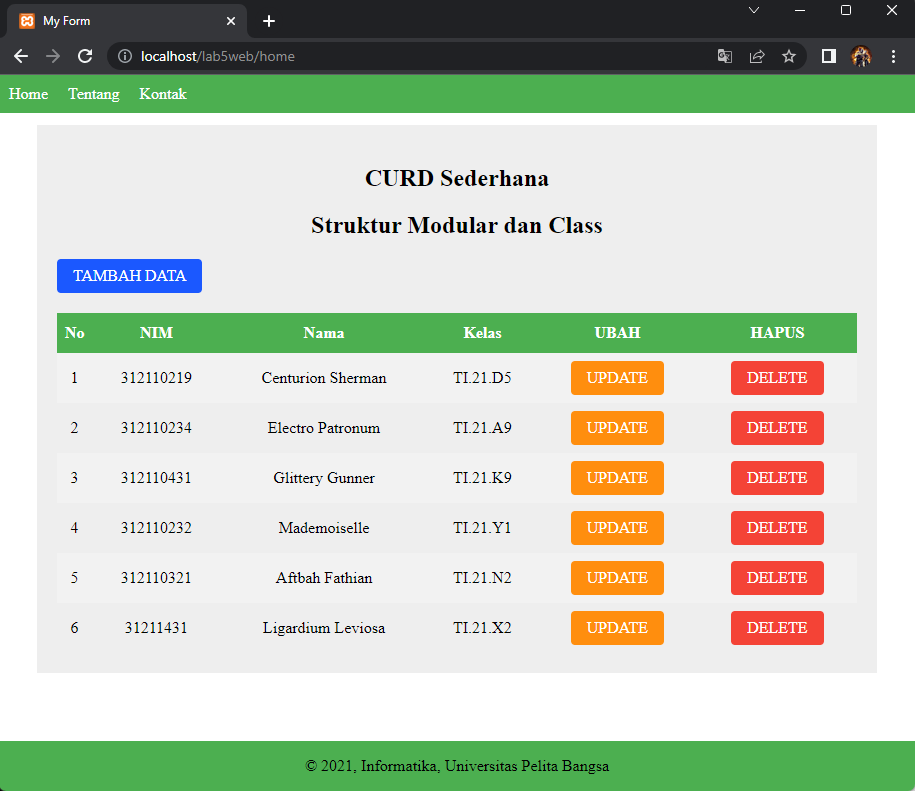 My Form
localhost/lab5web/home
Home Tentang Kontak
CURD Sederhana
Struktur Modular dan Class
TAMBAH DATA
No NIM Nama Kelas UBAH HAPUS
1 312110219 Centurion Sherman TI.21.D5 UPDATE DELETE
2 312110234 Electro Patronum TI.21.A9 UPDATE DELETE
3 312110431 Glittery Gunner TI.21.K9 UPDATE DELETE
4 312110232 Mademoiselle TI.21.Y1 UPDATE DELETE
5 312110321 Aftbah Fathian TI.21.N2 UPDATE DELETE
6 31211431 Ligardium Leviosa TI.21.X2 UPDATE DELETE
© 2021, Informatika, Universitas Pelita Bangsa